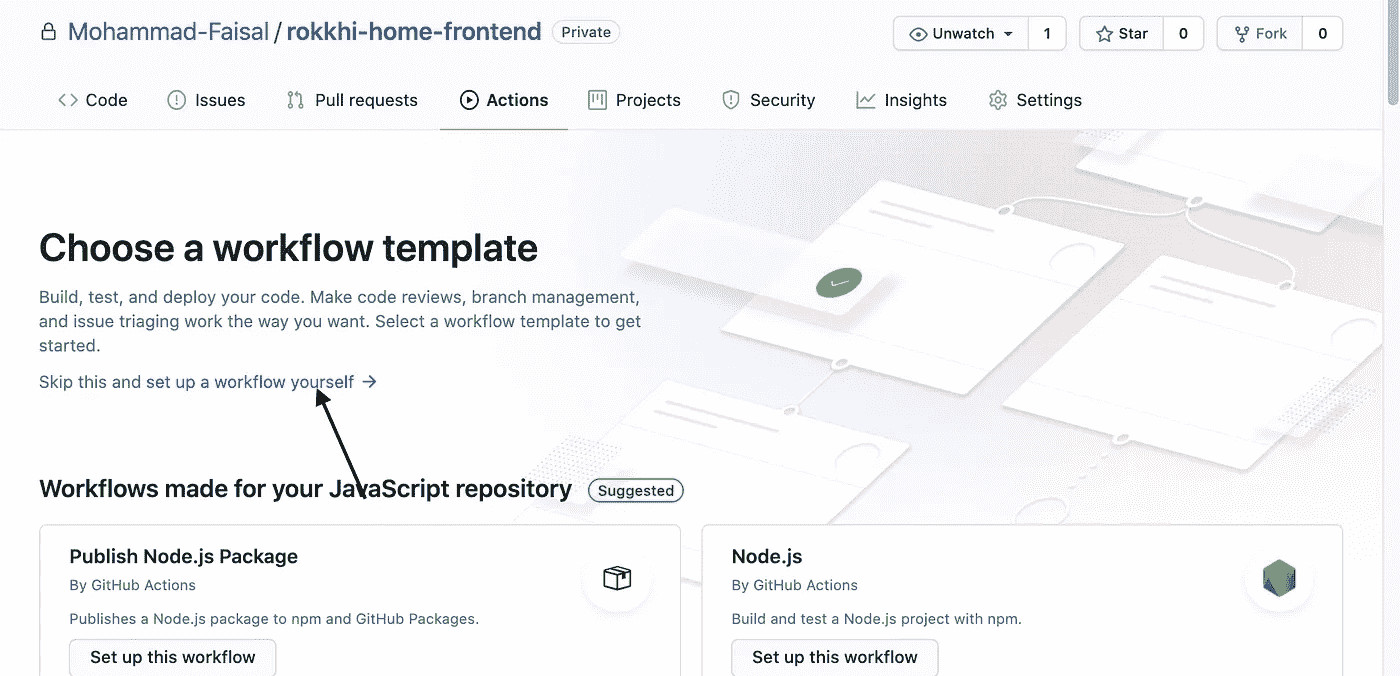 Mohammad-Faisal / rokkhi-home-frontend Private
Unwatch 1 Star 0 Fork 0
Code Issues Pull requests Actions Projects Security Insights Settings
Choose a workflow template
Build, test, and deploy your code. Make code reviews, branch management,
and issue triaging work the way you want. Select a workflow template to get
started.
Skip this and set up a workflow yourself →
Workflows made for your JavaScript repository Suggested
Publish Node.js Package
By GitHub Actions
Publishes a Node.js package to npm and GitHub Packages.
Set up this workflow
Node.js
By GitHub Actions
Build and test a Node.js project with npm.
Set up this workflow